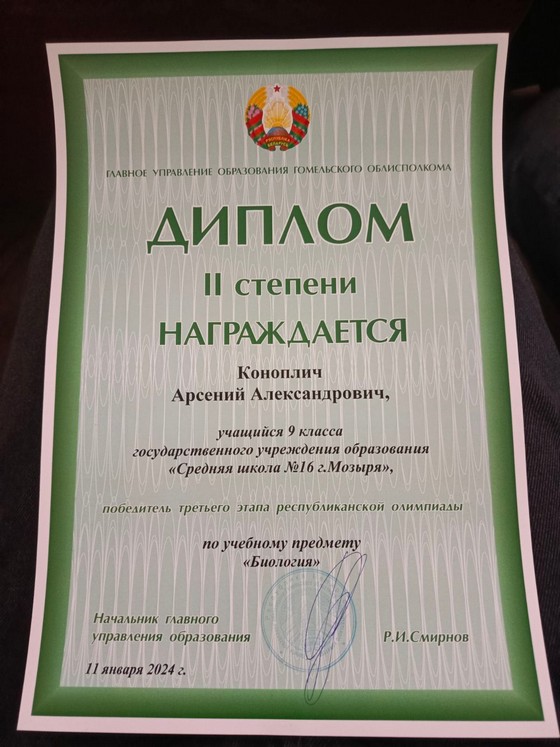 ГЛАВНОЕ УПРАВЛЕНИЕ ОБРАЗОВАНИЯ ГОМЕЛЬСКОГО ОБЛИСПОЛКОМА
ДИПЛОМ
II степени
НАГРАЖДАЕТСЯ
Коноплич
Арсений Александрович,
учащийся 9 класса
государственного учреждения образования
«Средняя школа №16 г.Мозыря»,
победитель третьего этапа республиканской олимпиады
по учебному предмету
«Биология»
Начальник главного
управления образования
Р.И.Смирнов
11 января 2024 г.